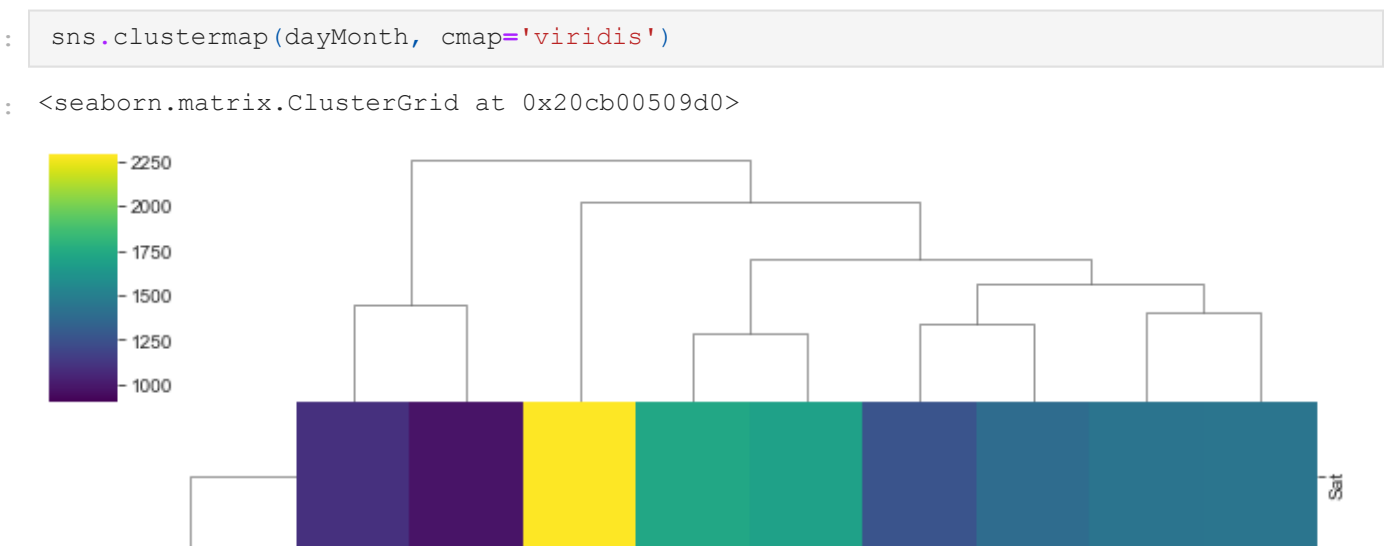 : sns.clustermap(dayMonth, cmap='viridis')
: <seaborn.matrix.ClusterGrid at 0x20cb00509d0>
2250
2000
1750
1500
1250
1000
Sat